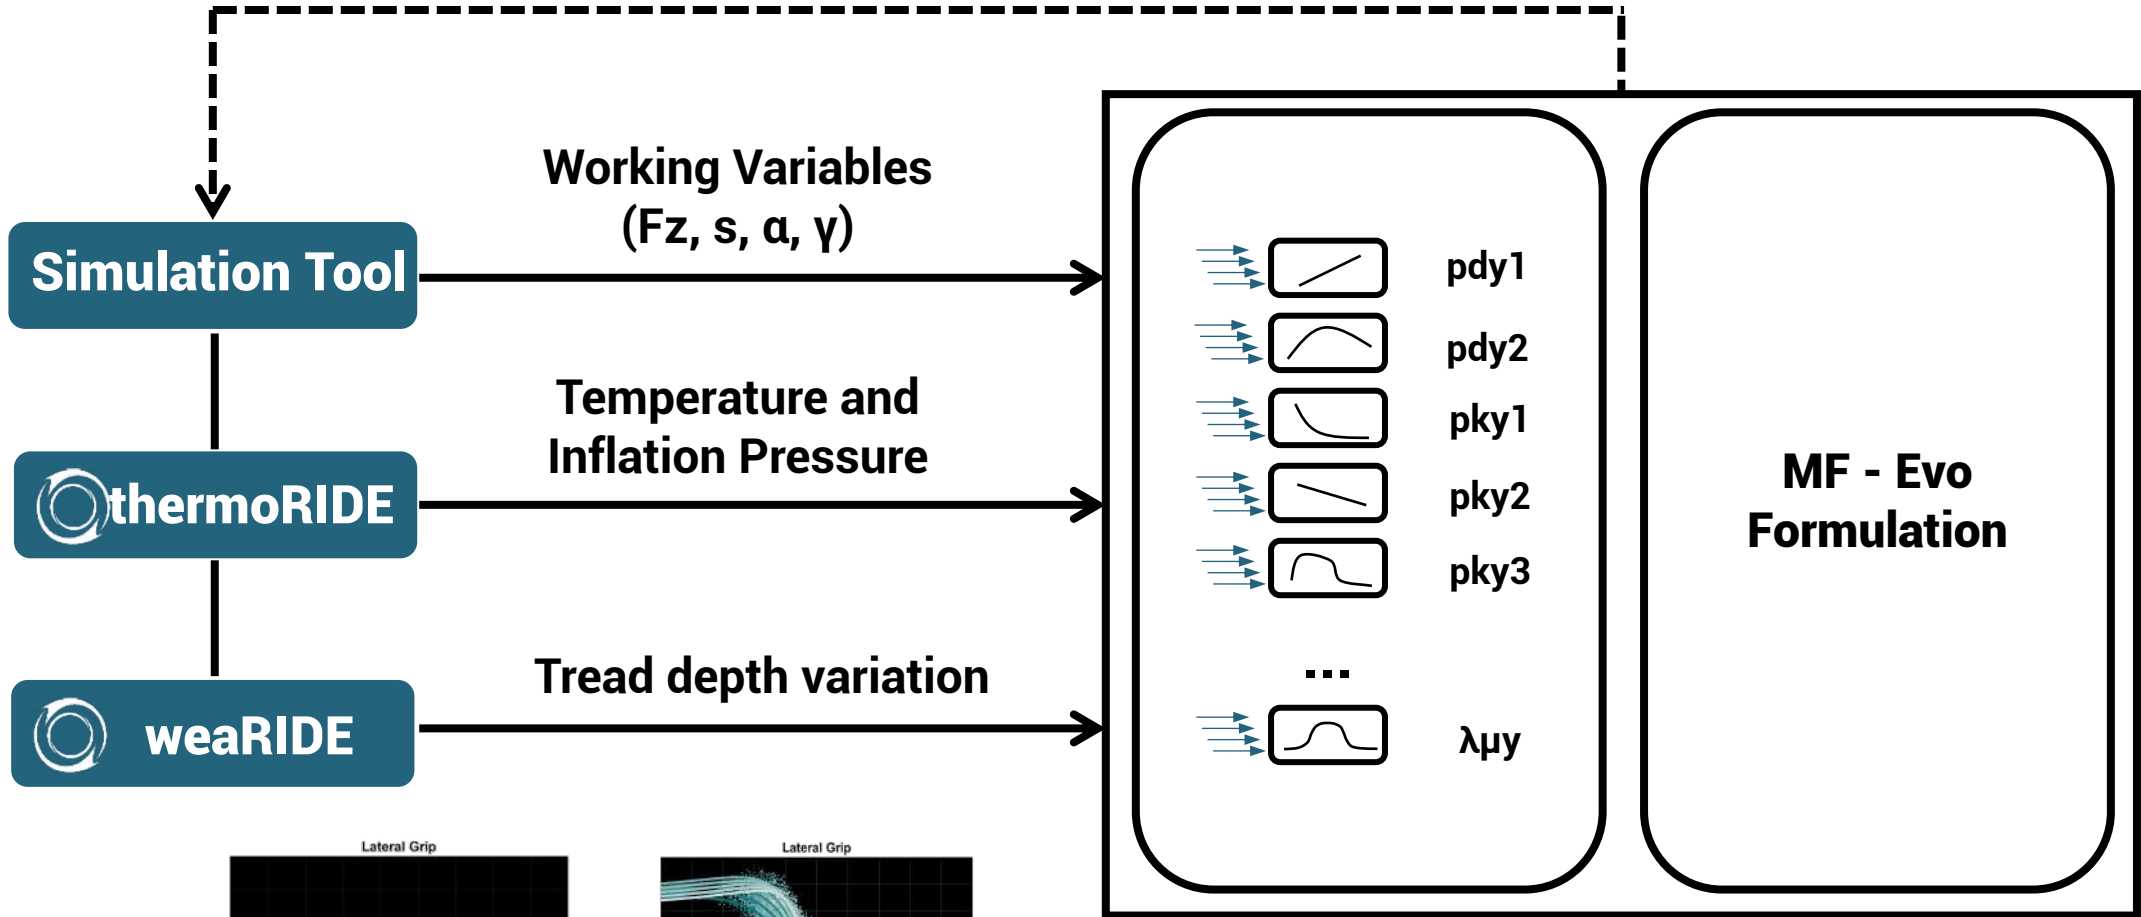 Working Variables
(Fz, s, α, γ)
Simulation Tool
Temperature and
Inflation Pressure
thermoRIDE
Tread depth variation
weaRIDE
pdy1
pdy2
pky1
pky2
pky3
...
λμy
MF - Evo
Formulation
Lateral Grip
Lateral Grip